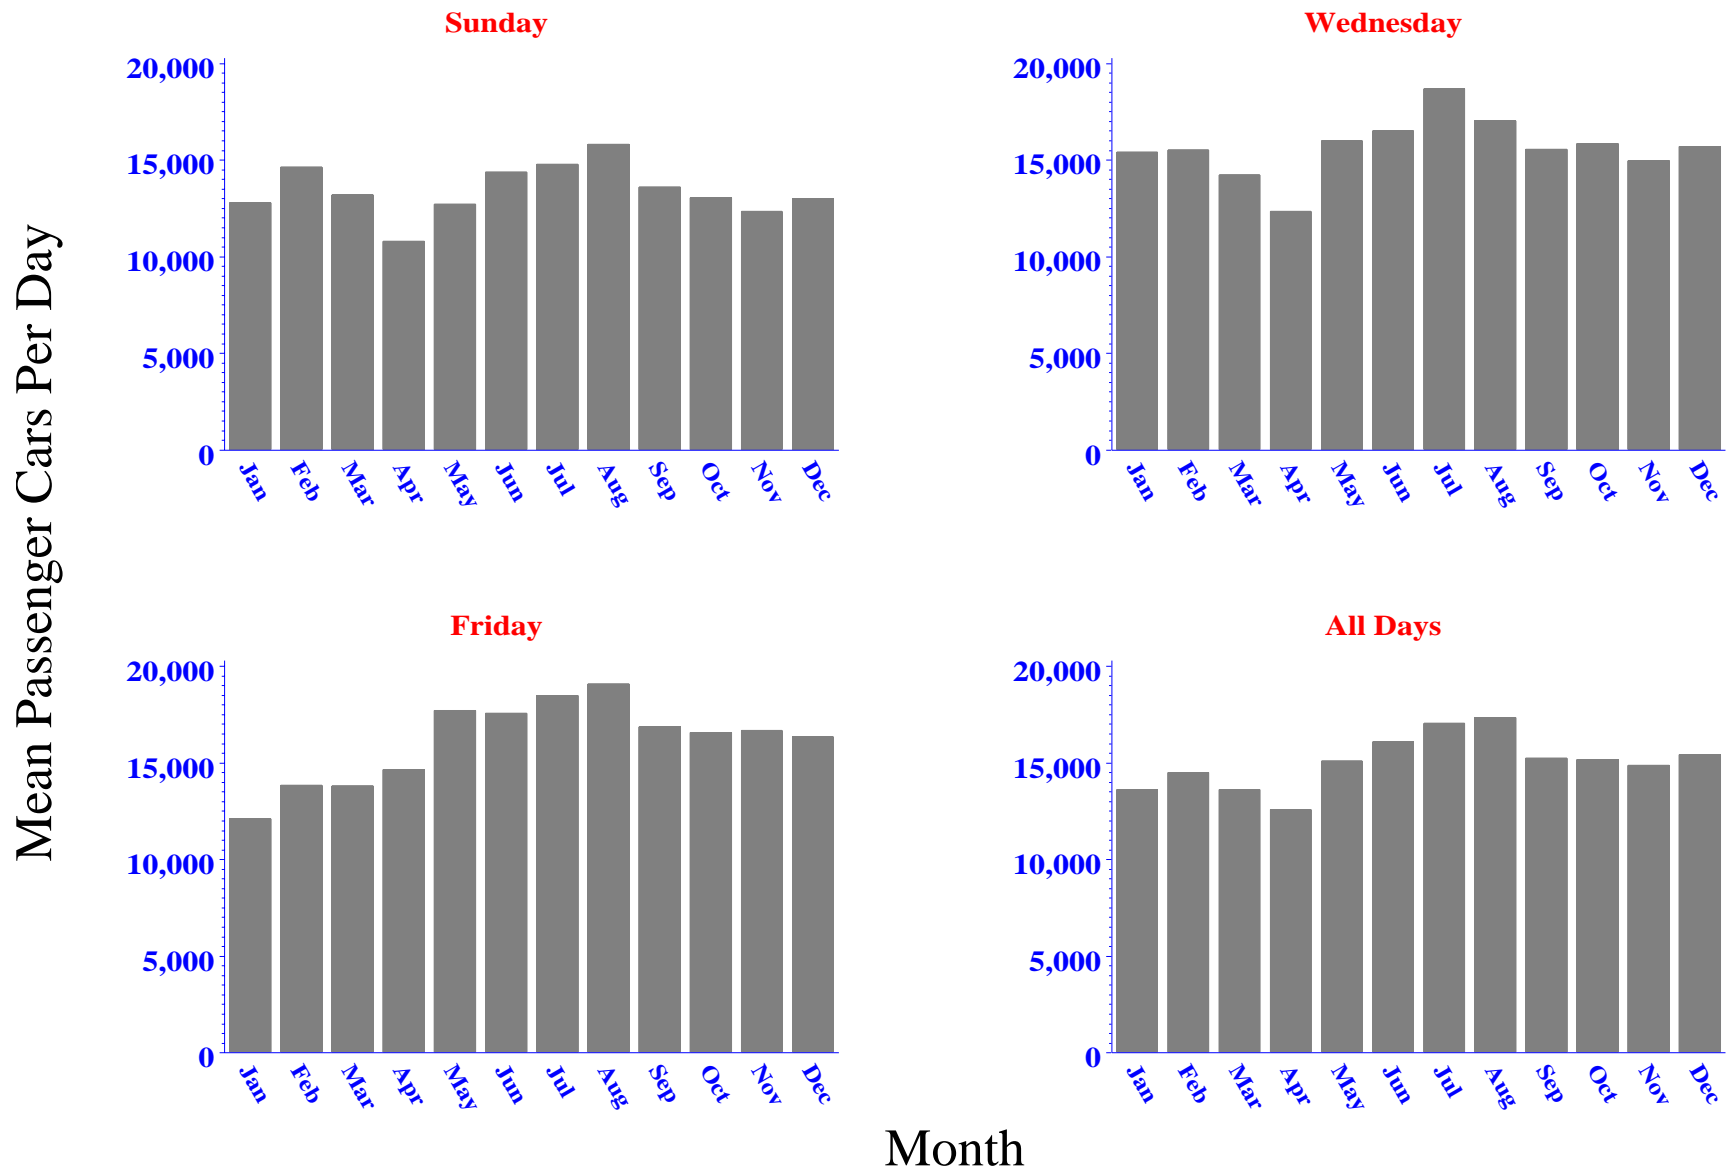 Sunday
20,000
15,000
10,000
5,000
0
Jan Feb Mar Apr May Jun Jul Aug Sep Oct Nov Dec
Wednesday
20,000
15,000
10,000
5,000
0
Jan Feb Mar Apr May Jun Jul Aug Sep Oct Nov Dec
Mean Passenger Cars Per Day
Friday
20,000
15,000
10,000
5,000
0
Jan Feb Mar Apr May Jun Jul Aug Sep Oct Nov Dec
All Days
20,000
15,000
10,000
5,000
0
Jan Feb Mar Apr May Jun Jul Aug Sep Oct Nov Dec
Month